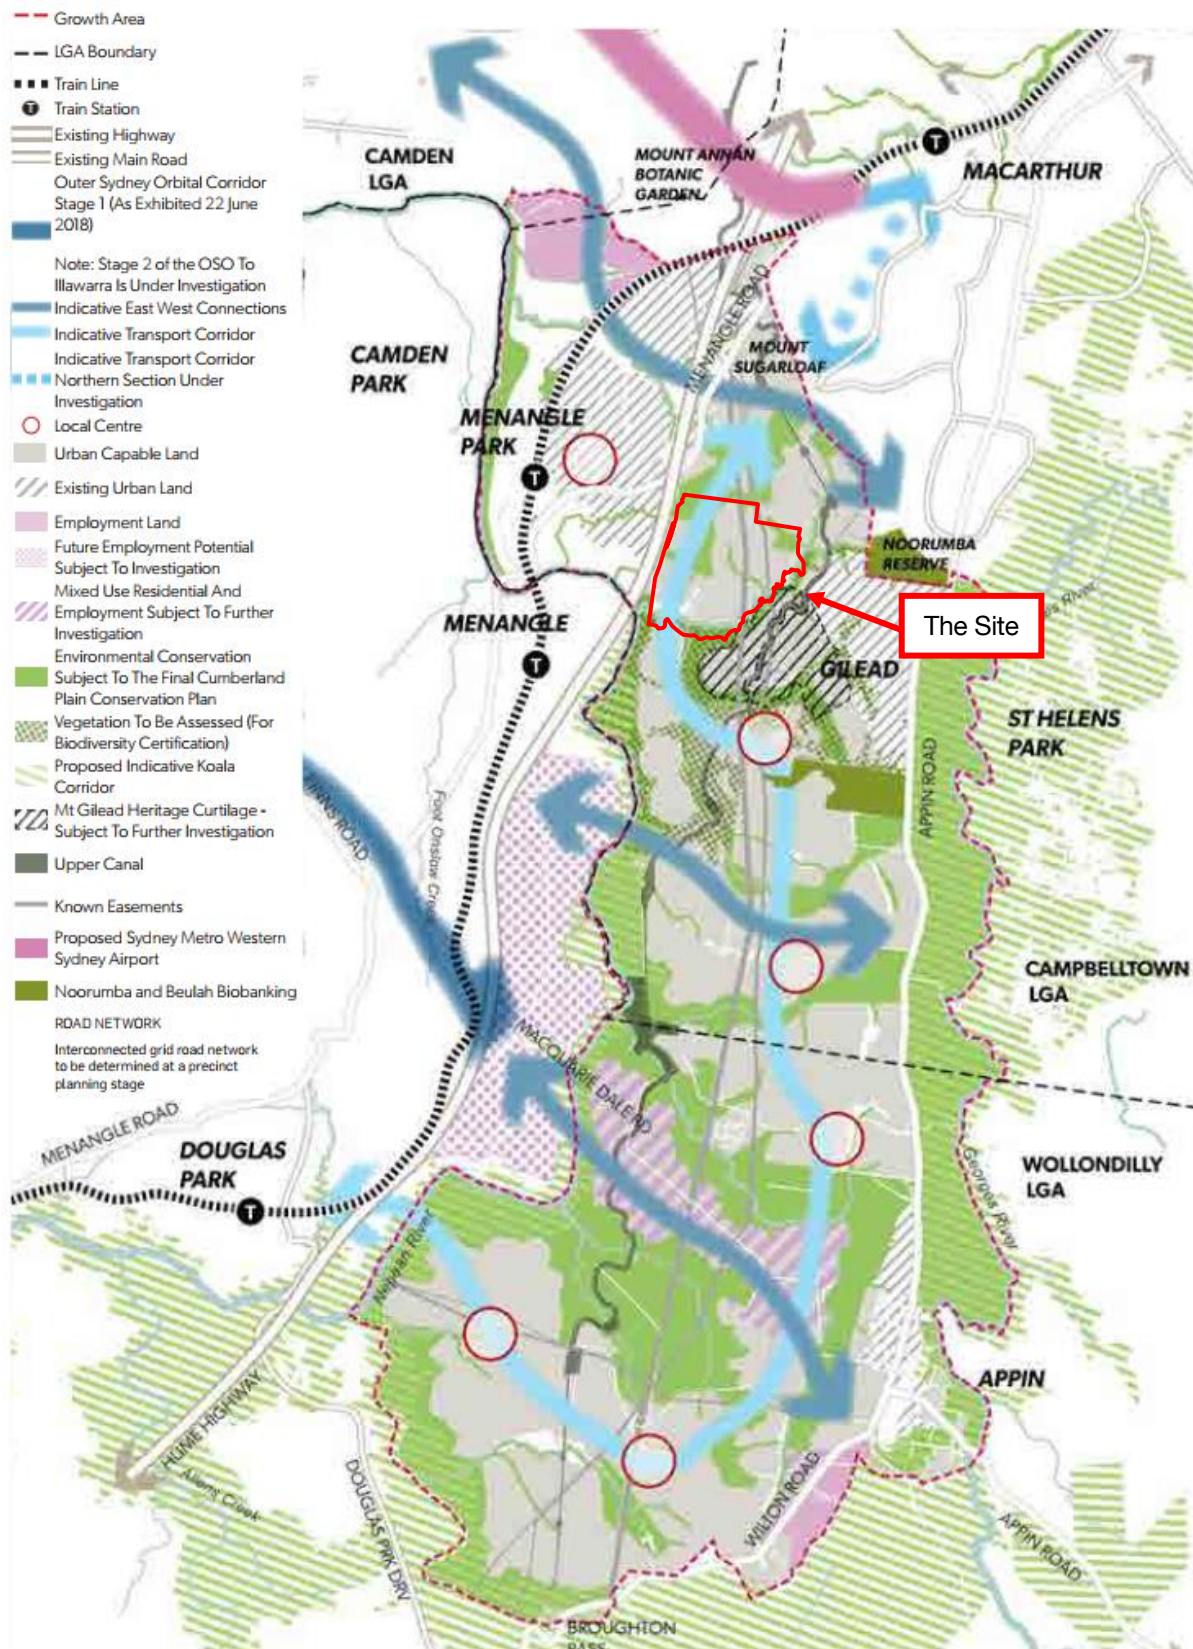 Growth Area
LGA Boundary
Train Line
T Train Station
Existing Highway
Existing Main Road
Outer Sydney Orbital Corridor
Stage 1 (As Exhibited 22 June
2018)
Note: Stage 2 of the OSO To
Illawarra Is Under Investigation
Indicative East West Connections
Indicative Transport Corridor
Indicative Transport Corridor
Northern Section Under
Investigation
Local Centre
Urban Capable Land
Existing Urban Land
Employment Land
Future Employment Potential
Subject To Investigation
Mixed Use Residential And
Employment Subject To Further
Investigation
Environmental Conservation
Subject To The Final Cumberland
Plain Conservation Plan
Vegetation To Be Assessed (For
Biodiversity Certification)
Proposed Indicative Koala
Corridor
Mt Gilead Heritage Curtilage -
Subject To Further Investigation
Upper Canal
Known Easements
Proposed Sydney Metro Western
Sydney Airport
Noorumba and Beulah Biobanking
ROAD NETWORK
Interconnected grid road network
to be determined at a precinct
planning stage
CAMDEN
LGA
MOUNT ANNAN
BOTANIC
GARDEN
T
MACARTHUR
MENANGLE ROAD
MOUNT
SUGARLOAF
CAMDEN
PARK
MENANGLE
PARK
T
NOORUMBA
RESERVE
MENANGLE
T
The Site
GILEAD
ST HELENS
PARK
APPIN ROAD
ROAD
Foot Onslow Creek
CAMPBELLTOWN
LGA
MACQUARIE DALE RD
MENANGLE ROAD
DOUGLAS
PARK
T
WOLLONDILLY
LGA
Georges River
Nepean River
APPIN
HUME HIGHWAY
Allens Creek
DOUGLAS PRK DRV
WILTON ROAD
APPIN ROAD
BROUGHTON
PASS